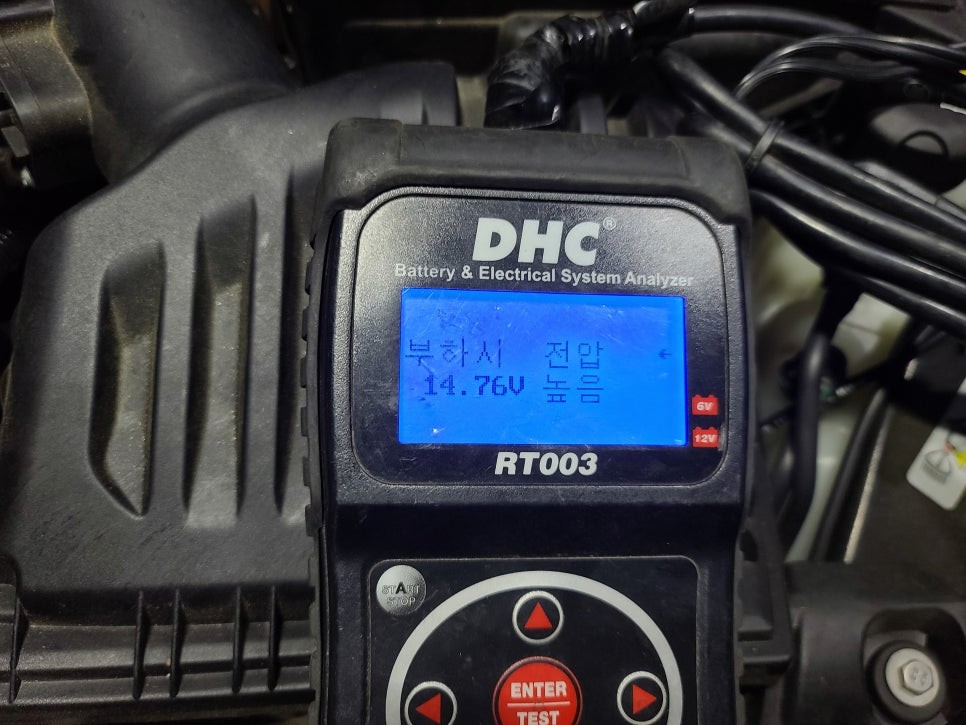 DHC®
Battery & Electrical System Analyzer
부하시 전압 ←
14.76V 높음
6V
12V
RT003
START
STOP
ENTER
TEST